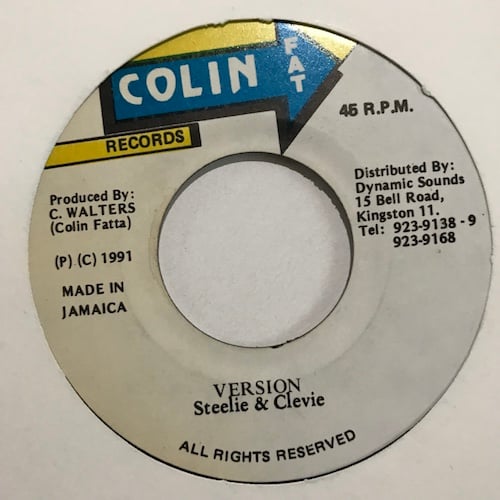 COLIN
FAT
RECORDS
45 R.P.M.
Produced By:
C. WALTERS
(Colin Fatta)
(P) (C) 1991
MADE IN
JAMAICA
Distributed By:
Dynamic Sounds
15 Bell Road,
Kingston 11.
Tel: 923-9138 - 9
923-9168
VERSION
Steelie & Clevie
ALL RIGHTS RESERVED